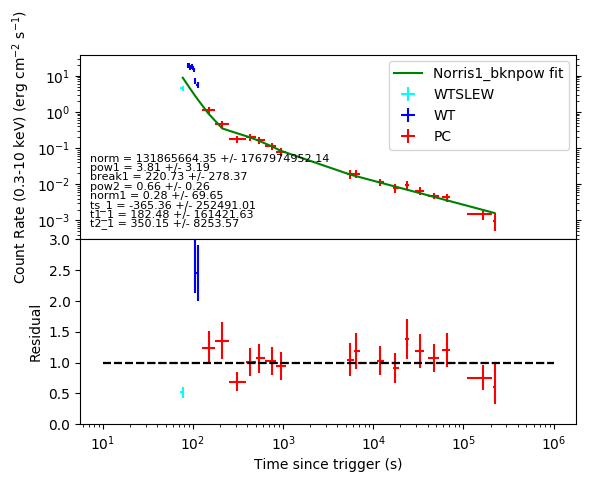 Count Rate (0.3-10 keV) (erg cm⁻² s⁻¹)
10¹
10⁰
10⁻¹
10⁻²
10⁻³
Norris1_bknpow fit
WTSLEW
WT
PC
norm = 131865664.35 +/- 1767974952.14
pow1 = 3.81 +/- 3.19
break1 = 220.73 +/- 278.37
pow2 = 0.66 +/- 0.26
norm1 = 0.28 +/- 69.65
ts_1 = -365.36 +/- 252491.01
t1_1 = 182.48 +/- 161421.63
t2_1 = 350.15 +/- 8253.57
Residual
3.0
2.5
2.0
1.5
1.0
0.5
0.0
10¹ 10² 10³ 10⁴ 10⁵ 10⁶
Time since trigger (s)